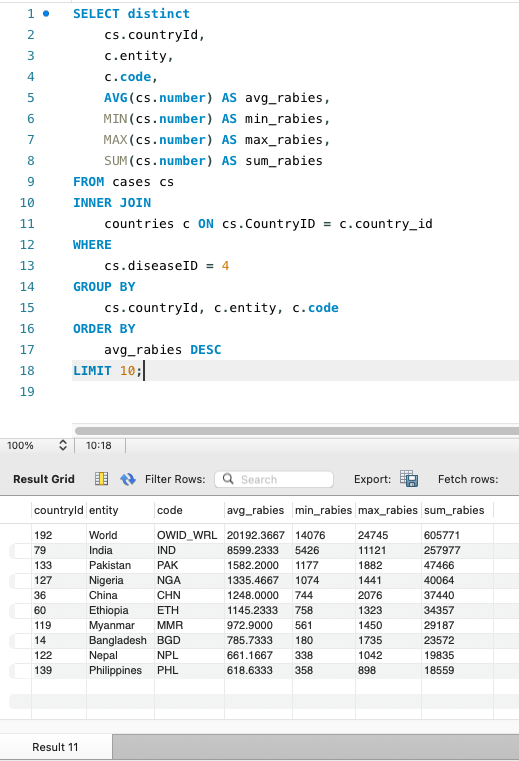 1 SELECT distinct
2 cs.countryId,
3 c.entity,
4 c.code,
5 AVG(cs.number) AS avg_rabies,
6 MIN(cs.number) AS min_rabies,
7 MAX(cs.number) AS max_rabies,
8 SUM(cs.number) AS sum_rabies
9 FROM cases cs
10 INNER JOIN
11 countries c ON cs.CountryID = c.country_id
12 WHERE
13 cs.diseaseID = 4
14 GROUP BY
15 cs.countryId, c.entity, c.code
16 ORDER BY
17 avg_rabies DESC
18 LIMIT 10;
19
100% 10:18
Result Grid Filter Rows: Search Export: Fetch rows:
countryId entity code avg_rabies min_rabies max_rabies sum_rabies
192 World OWID_WRL 20192.3667 14076 24745 605771
79 India IND 8599.2333 5426 11121 257977
133 Pakistan PAK 1582.2000 1177 1882 47466
127 Nigeria NGA 1335.4667 1074 1441 40064
36 China CHN 1248.0000 744 2076 37440
60 Ethiopia ETH 1145.2333 758 1323 34357
119 Myanmar MMR 972.9000 561 1450 29187
14 Bangladesh BGD 785.7333 180 1735 23572
122 Nepal NPL 661.1667 338 1042 19835
139 Philippines PHL 618.6333 358 898 18559
Result 11